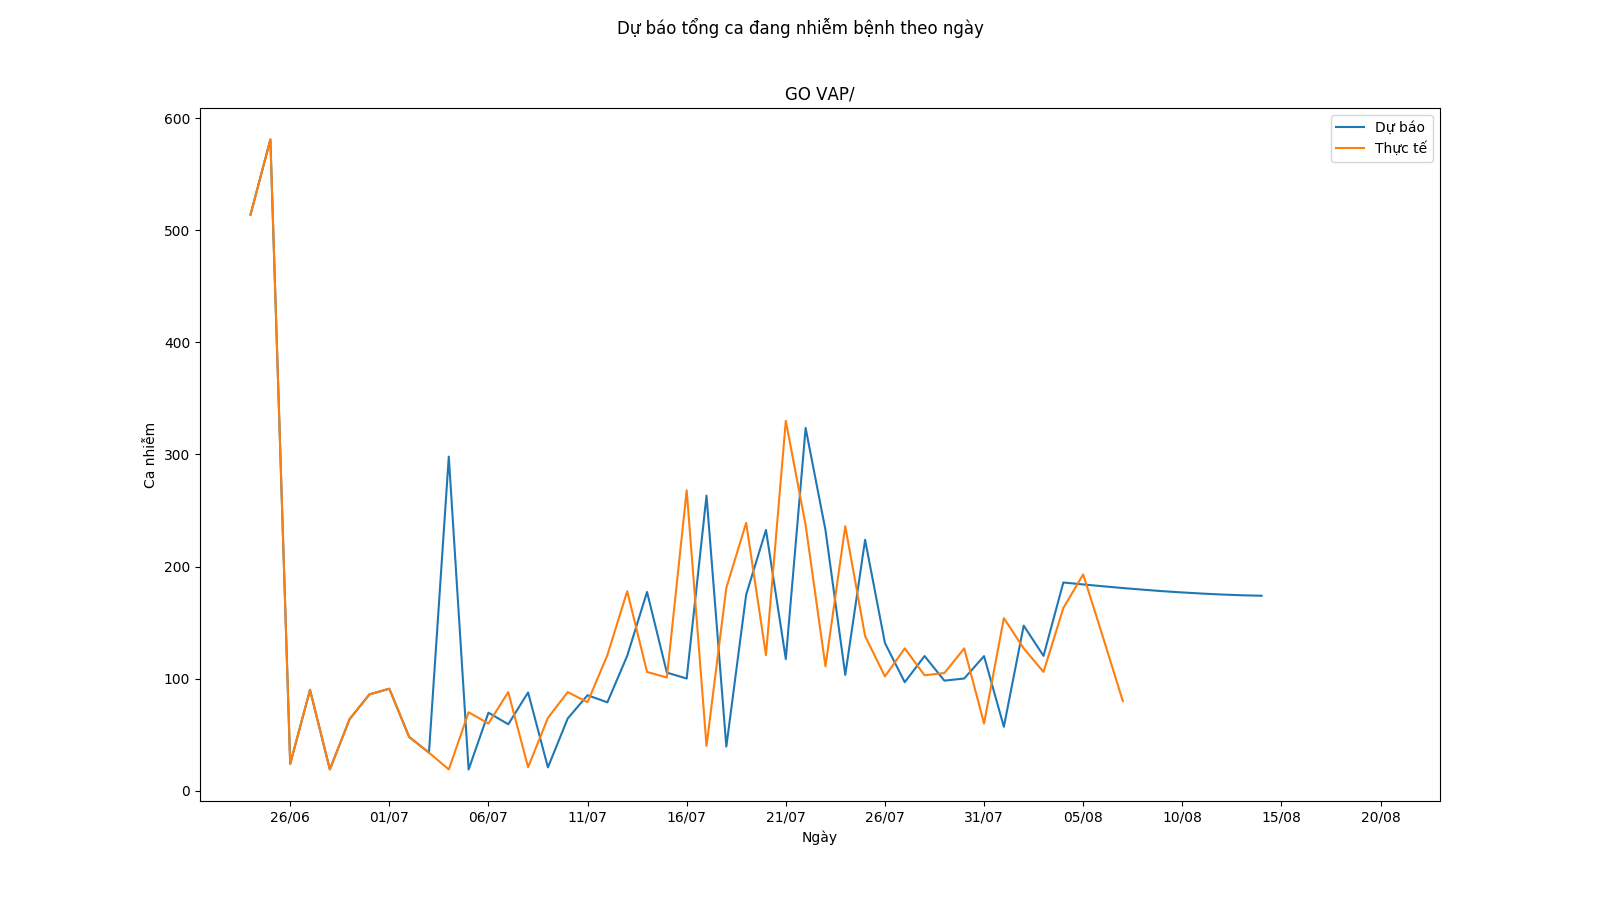 Dự báo tổng ca đang nhiễm bệnh theo ngày
GO VAP/
Dự báo
Thực tế
600
500
400
300
200
100
0
Ca nhiễm
26/06 01/07 06/07 11/07 16/07 21/07 26/07 31/07 05/08 10/08 15/08 20/08
Ngày